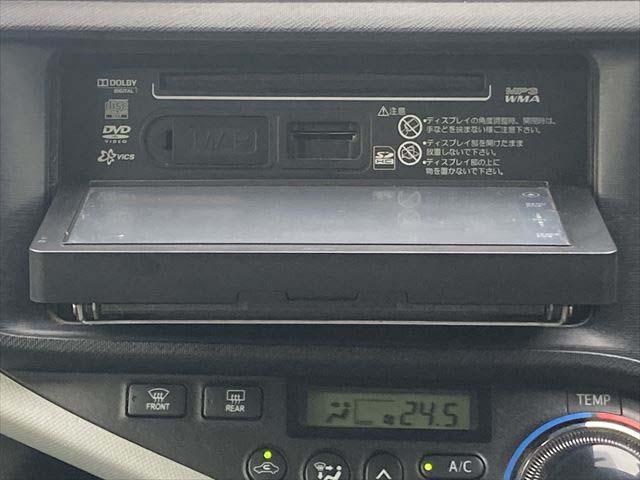 DOLBY
DIGITAL
MP3
WMA
DVD
VIDEO
VICS
MAP
SD
HC
注意
・ディスプレイの角度調整時、開閉時は
手などを挟まない様ご注意下さい。
・ディスプレイ部を開けたまま
放置しないで下さい。
・ディスプレイ部の上に
物を置かないで下さい。
FRONT
REAR
24.5
TEMP
A/C